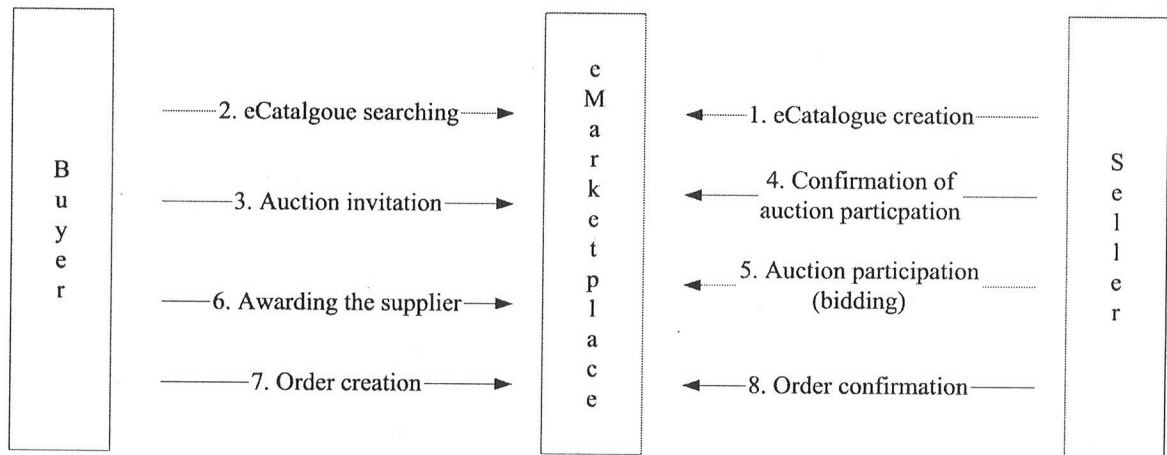 Buyer
2. eCatalgoue searching
3. Auction invitation
6. Awarding the supplier
7. Order creation
eMarketplace
1. eCatalogue creation
4. Confirmation of
auction particpation
5. Auction participation
(bidding)
8. Order confirmation
Seller